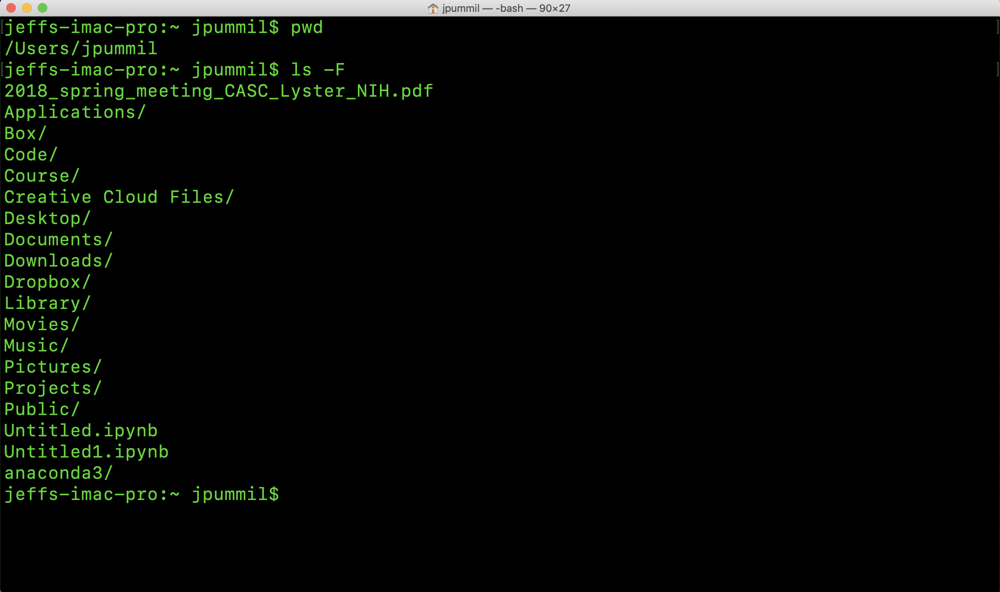 jpummil — -bash — 90×27
jeffs-imac-pro:~ jpummil$ pwd
/Users/jpummil
jeffs-imac-pro:~ jpummil$ ls -F
2018_spring_meeting_CASC_Lyster_NIH.pdf
Applications/
Box/
Code/
Course/
Creative Cloud Files/
Desktop/
Documents/
Downloads/
Dropbox/
Library/
Movies/
Music/
Pictures/
Projects/
Public/
Untitled.ipynb
Untitled1.ipynb
anaconda3/
jeffs-imac-pro:~ jpummil$